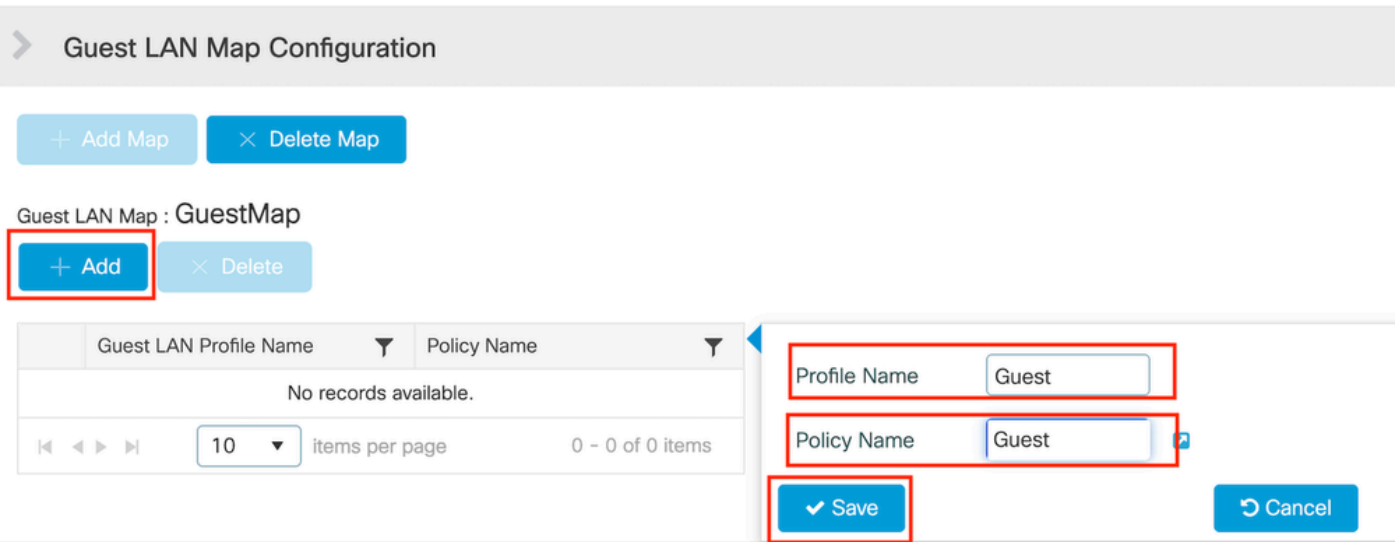 Guest LAN Map Configuration
+ Add Map × Delete Map
Guest LAN Map : GuestMap
+ Add × Delete
Guest LAN Profile Name Policy Name
No records available.
10 items per page 0 - 0 of 0 items
Profile Name Guest
Policy Name Guest
Save Cancel